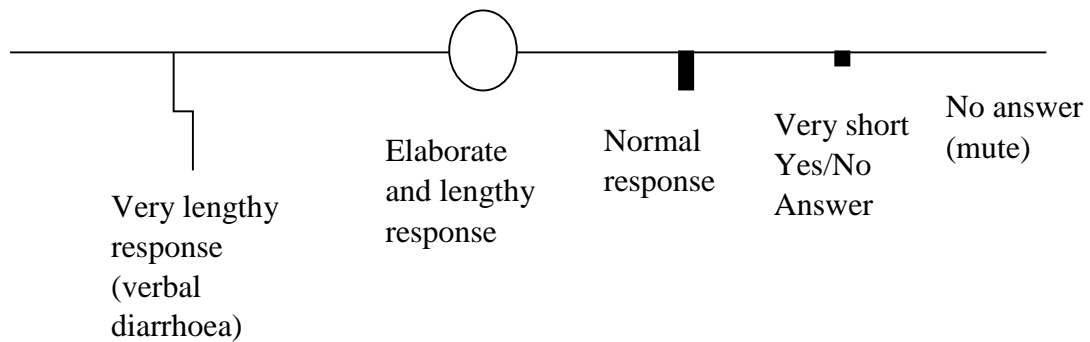 Very lengthy
response
(verbal
diarrhoea)
Elaborate
and lengthy
response
Normal
response
Very short
Yes/No
Answer
No answer
(mute)